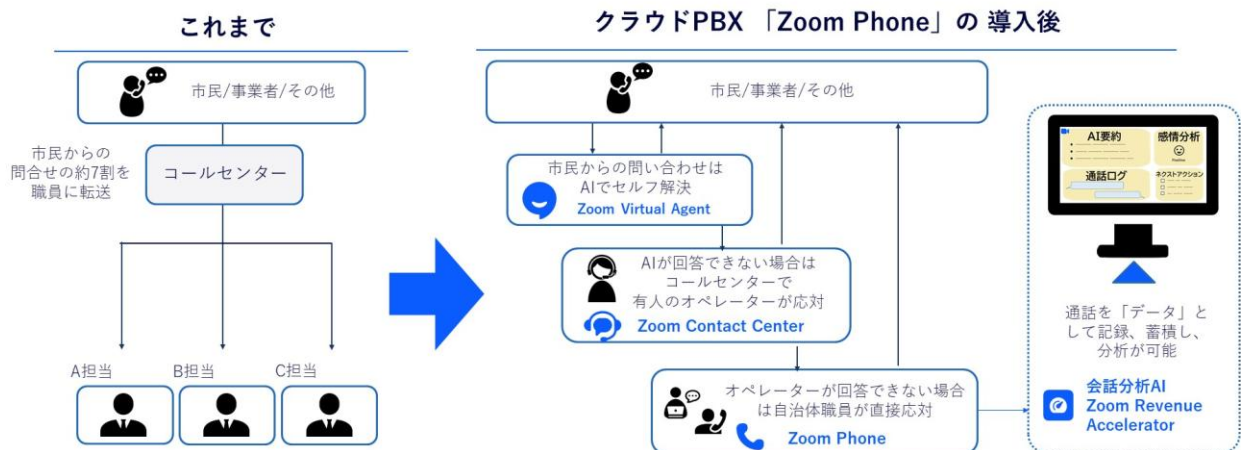 これまで
市民/事業者/その他
市民からの
問合せの約7割を
職員に転送
コールセンター
A担当
B担当
C担当
クラウドPBX 「Zoom Phone」の 導入後
市民/事業者/その他
市民からの問い合わせは
AIでセルフ解決
Zoom Virtual Agent
AIが回答できない場合は
コールセンターで
有人のオペレーターが応対
Zoom Contact Center
オペレーターが回答できない場合
は自治体職員が直接応対
Zoom Phone
AI要約
感情分析
Positive
通話ログ
ネクストアクション
通話を「データ」と
して記録、蓄積し、
分析が可能
会話分析AI
Zoom Revenue
Accelerator